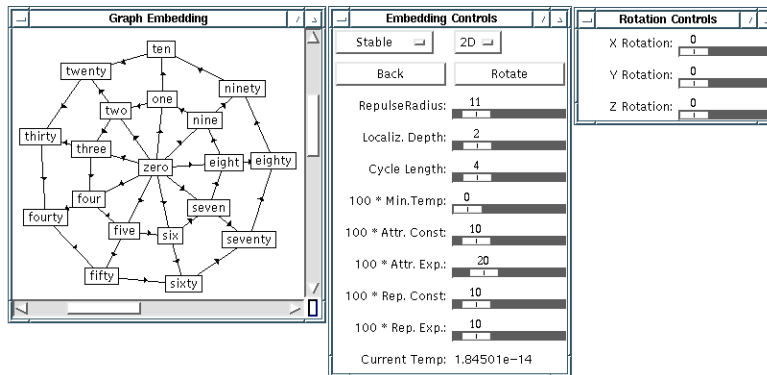 Graph Embedding
ten
twenty
ninety
one
two
nine
thirty
three
zero
eight
eighty
four
seven
fourty
five
six
seventy
fifty
sixty
Embedding Controls
Stable
2D
Back
Rotate
RepulseRadius: 11
Localiz. Depth: 2
Cycle Length: 4
100 * Min.Temp: 0
100 * Attr. Const: 10
100 * Attr. Exp.: 20
100 * Rep. Const: 10
100 * Rep. Exp.: 10
Current Temp: 1.84501e-14
Rotation Controls
X Rotation: 0
Y Rotation: 0
Z Rotation: 0